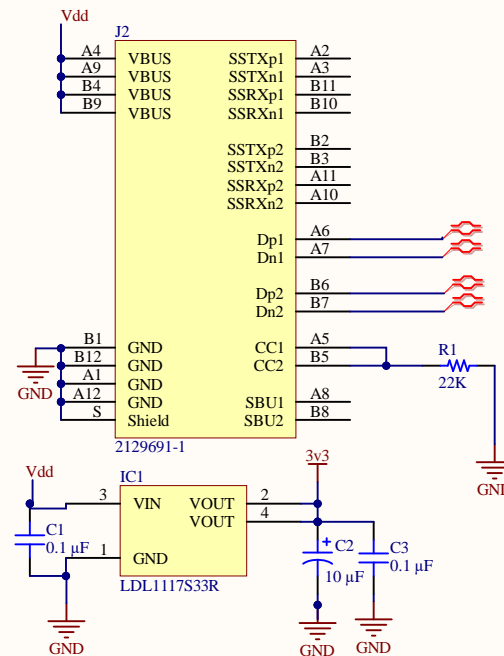 Vdd
J2
A4 VBUS SSTXp1 A2
A9 VBUS SSTXn1 A3
B4 VBUS SSRXp1 B11
B9 VBUS SSRXn1 B10
SSTXp2 B2
SSTXn2 B3
SSRXp2 A11
SSRXn2 A10
Dp1 A6
Dn1 A7
Dp2 B6
Dn2 B7
B1 GND CC1 A5
B12 GND CC2 B5
A1 GND
A12 GND SBU1 A8
S Shield SBU2 B8
GND
R1
22K
GND
2129691-1
Vdd
IC1
3v3
3 VIN VOUT 2
VOUT 4
1 GND
LDL1117S33R
C1
0.1 µF
C2
10 µF
C3
0.1 µF
GND
GND
GND